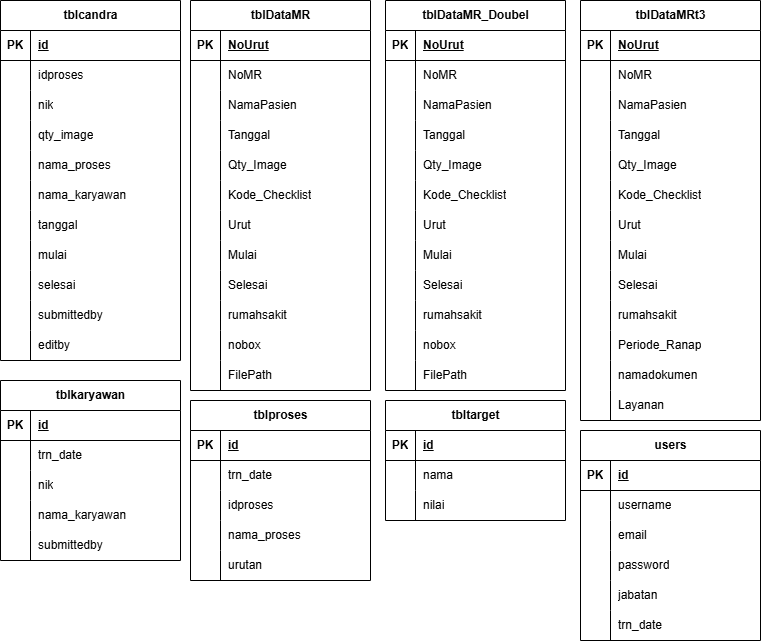 tblcandra
PK id
idproses
nik
qty_image
nama_proses
nama_karyawan
tanggal
mulai
selesai
submittedby
editby
tblDataMR
PK NoUrut
NoMR
NamaPasien
Tanggal
Qty_Image
Kode_Checklist
Urut
Mulai
Selesai
rumahsakit
nobox
FilePath
tblDataMR_Doubel
PK NoUrut
NoMR
NamaPasien
Tanggal
Qty_Image
Kode_Checklist
Urut
Mulai
Selesai
rumahsakit
nobox
FilePath
tblDataMRt3
PK NoUrut
NoMR
NamaPasien
Tanggal
Qty_Image
Kode_Checklist
Urut
Mulai
Selesai
rumahsakit
Periode_Ranap
namadokumen
Layanan
tblkaryawan
PK id
trn_date
nik
nama_karyawan
submittedby
tblproses
PK id
trn_date
idproses
nama_proses
urutan
tbltarget
PK id
nama
nilai
users
PK id
username
email
password
jabatan
trn_date